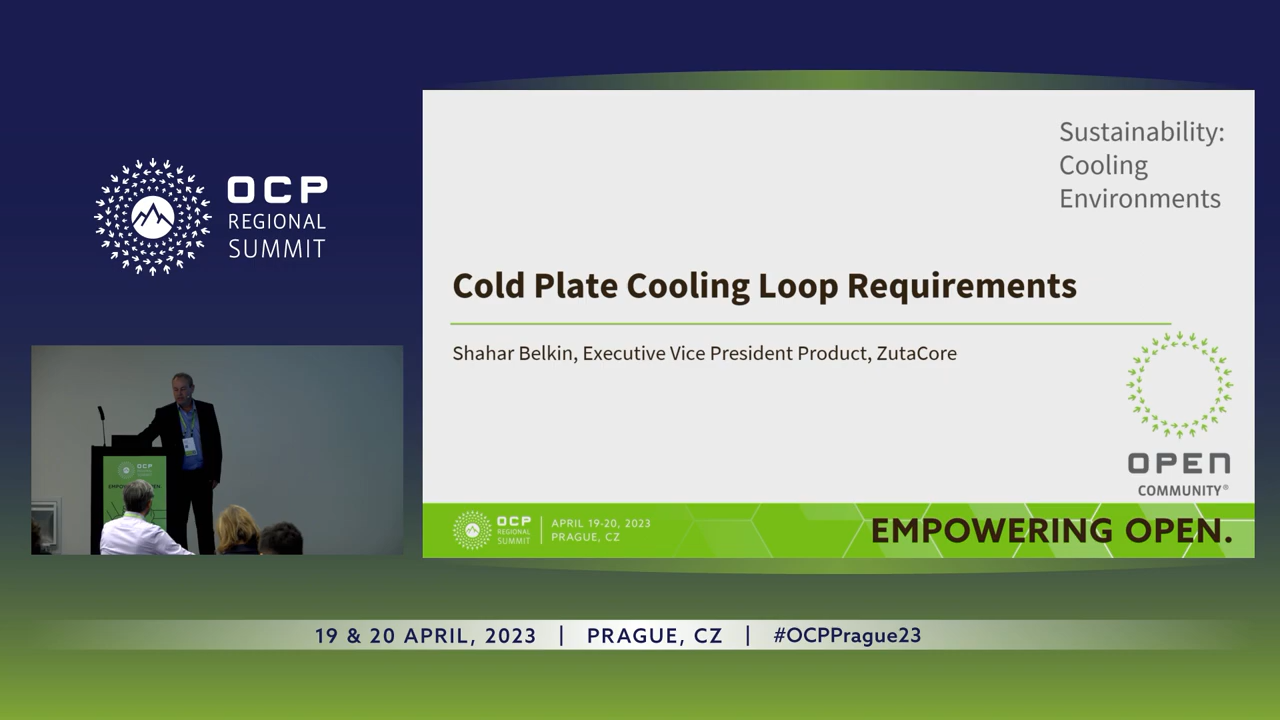 OCP
REGIONAL
SUMMIT
Sustainability:
Cooling
Environments
Cold Plate Cooling Loop Requirements
Shahar Belkin, Executive Vice President Product, ZutaCore
OPEN
COMMUNITY®
OCP
REGIONAL
SUMMIT
APRIL 19-20, 2023
PRAGUE, CZ
EMPOWERING OPEN.
OCP
19 & 20 APRIL, 2023 | PRAGUE, CZ | #OCPPrague23